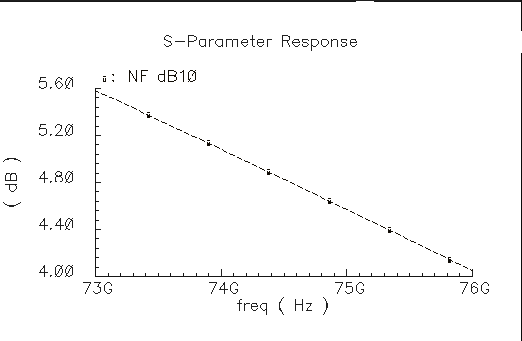 S-Parameter Response
: NF dB10
5.60
5.20
4.80
4.40
4.00
( dB )
73G 74G 75G 76G
freq ( Hz )